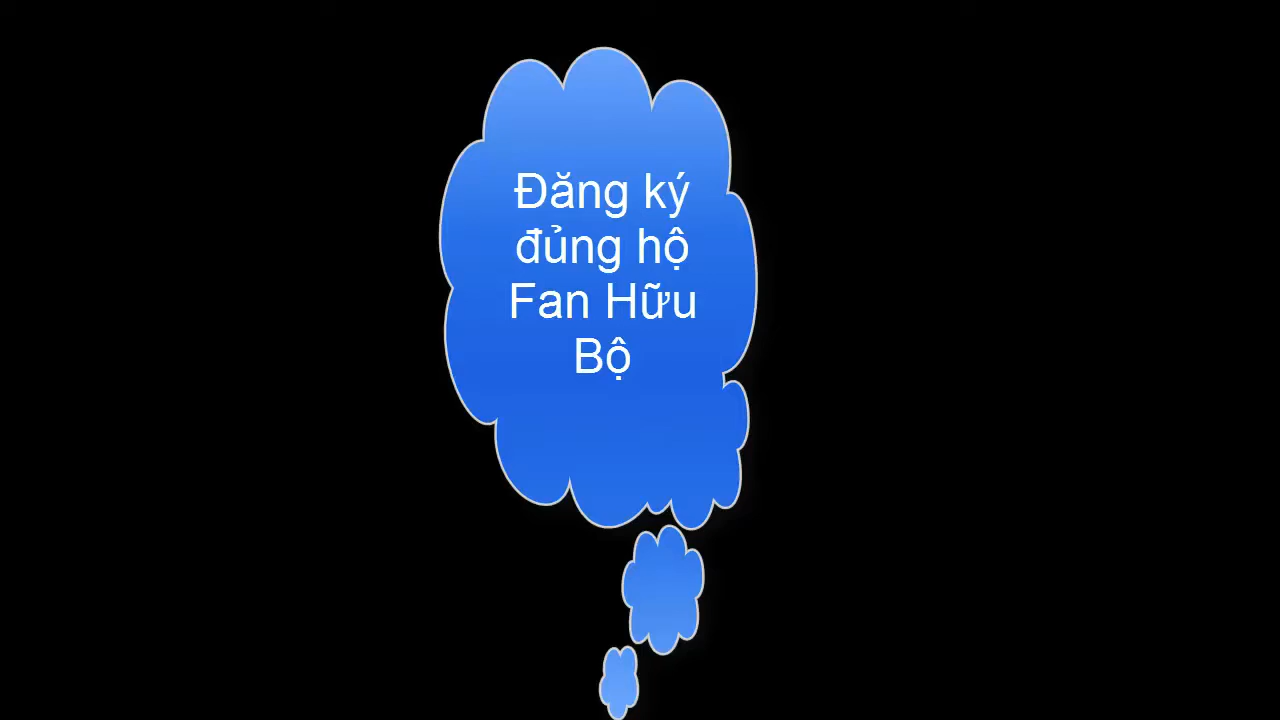 Đăng ký
đủng hộ
Fan Hữu
Bộ